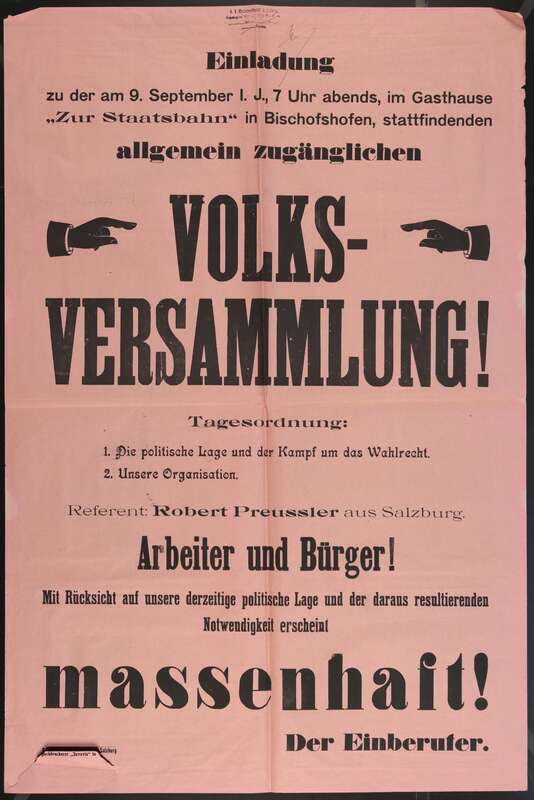 Einladung
zu der am 9. September l. J., 7 Uhr abends, im Gasthause
„Zur Staatsbahn“ in Bischofshofen, stattfindenden
allgemein zugänglichen
VOLKS-
VERSAMMLUNG!
Tagesordnung:
1. Die politische Lage und der Kampf um das Wahlrecht.
2. Unsere Organisation.
Referent: Robert Preussler aus Salzburg.
Arbeiter und Bürger!
Mit Rücksicht auf unsere derzeitige politische Lage und der daraus resultierenden
Notwendigkeit erscheint
massenhaft!
Der Einberufer.
Salzburg